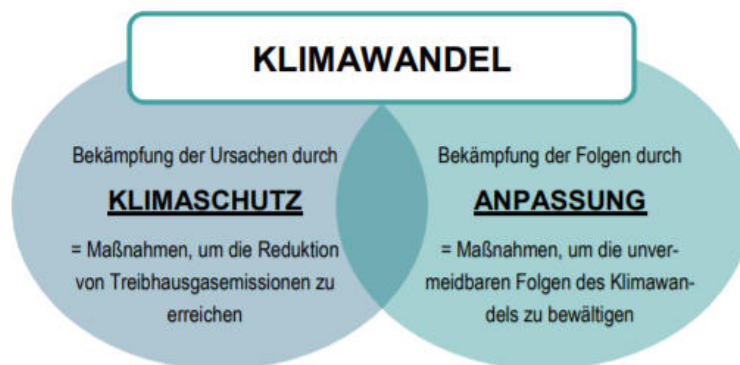 KLIMAWANDEL
Bekämpfung der Ursachen durch
KLIMASCHUTZ
= Maßnahmen, um die Reduktion
von Treibhausgasemissionen zu
erreichen
Bekämpfung der Folgen durch
ANPASSUNG
= Maßnahmen, um die unver-
meidbaren Folgen des Klimawan-
dels zu bewältigen